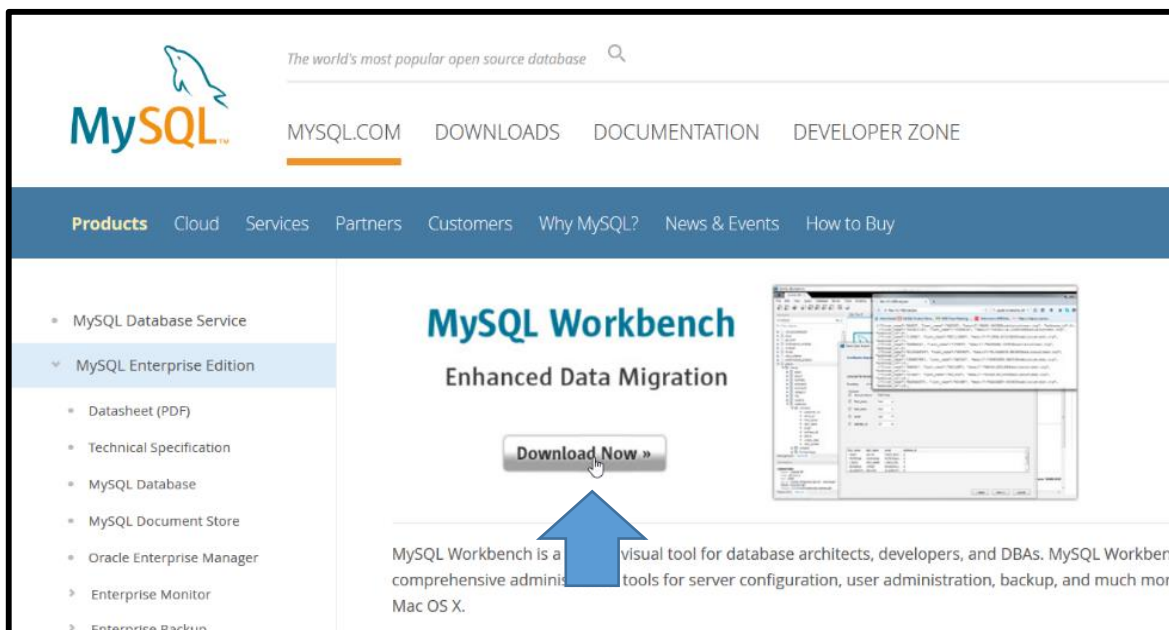 The world's most popular open source database
MySQL™
MYSQL.COM DOWNLOADS DOCUMENTATION DEVELOPER ZONE
Products Cloud Services Partners Customers Why MySQL? News & Events How to Buy
MySQL Database Service
MySQL Enterprise Edition
Datasheet (PDF)
Technical Specification
MySQL Database
MySQL Document Store
Oracle Enterprise Manager
Enterprise Monitor
Enterprise Backup
MySQL Workbench
Enhanced Data Migration
Download Now »
MySQL Workbench is a visual tool for database architects, developers, and DBAs. MySQL Workben
comprehensive adminis tools for server configuration, user administration, backup, and much mor
Mac OS X.